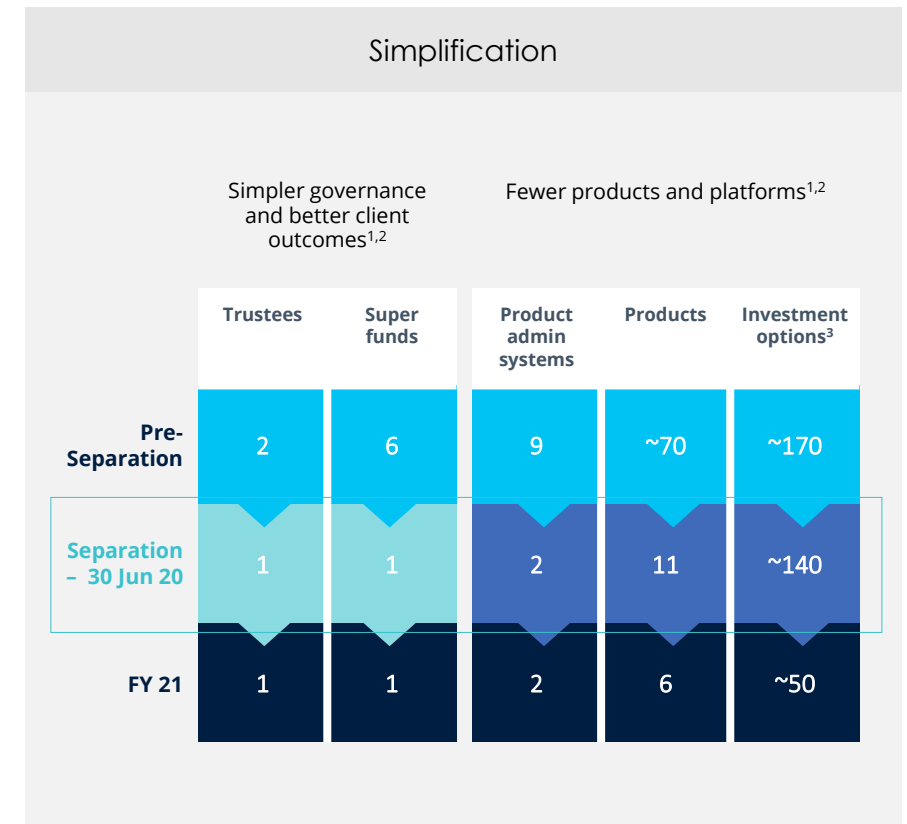 Simplification
Simpler governance
and better client
outcomes1,2
Fewer products and platforms1,2
Trustees
Super
funds
Product
admin
systems
Products
Investment
options3
Pre-
Separation
2
6
9
~70
~170
Separation
– 30 Jun 20
1
1
2
11
~140
FY 21
1
1
2
6
~50